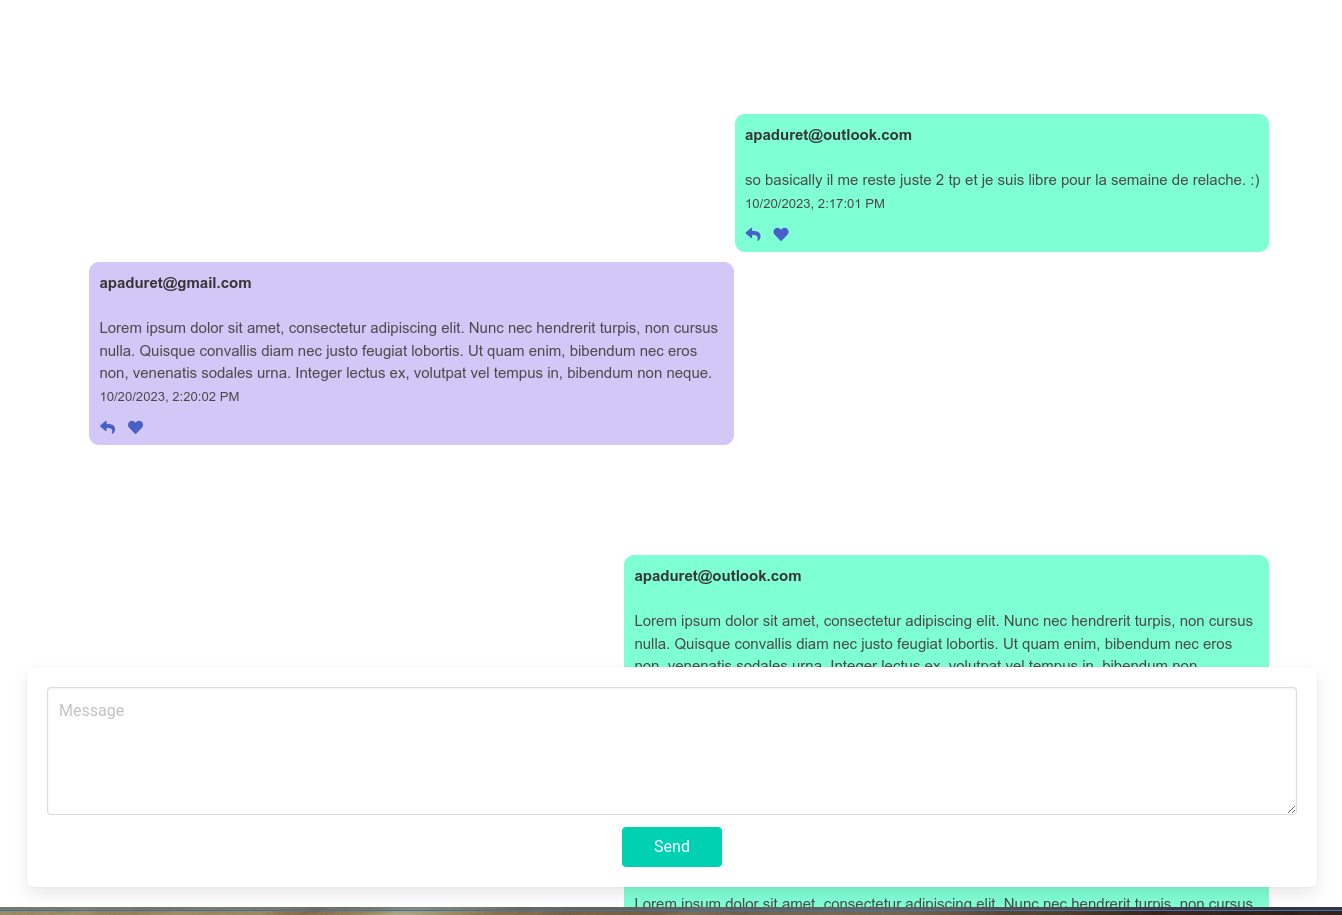 apaduret@outlook.com
so basically il me reste juste 2 tp et je suis libre pour la semaine de relache. :)
10/20/2023, 2:17:01 PM
apaduret@gmail.com
Lorem ipsum dolor sit amet, consectetur adipiscing elit. Nunc nec hendrerit turpis, non cursus
nulla. Quisque convallis diam nec justo feugiat lobortis. Ut quam enim, bibendum nec eros
non, venenatis sodales urna. Integer lectus ex, volutpat vel tempus in, bibendum non neque.
10/20/2023, 2:20:02 PM
apaduret@outlook.com
Lorem ipsum dolor sit amet, consectetur adipiscing elit. Nunc nec hendrerit turpis, non cursus
nulla. Quisque convallis diam nec justo feugiat lobortis. Ut quam enim, bibendum nec eros
non, venenatis sodales urna. Integer lectus ex, volutpat vel tempus in, bibendum non
Message
Send
Lorem ipsum dolor sit amet, consectetur adipiscing elit. Nunc nec hendrerit turpis, non cursus